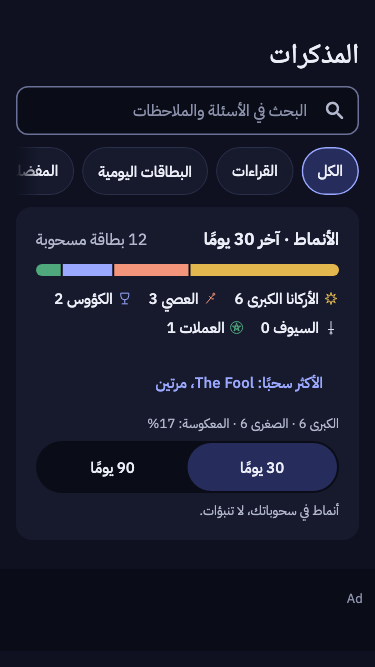 المذكرات
البحث في الأسئلة والملاحظات
الكل القراءات البطاقات اليومية المفضل
الأنماط · آخر 30 يومًا 12 بطاقة مسحوبة
الأركانا الكبرى 6 العصي 3 الكؤوس 2
السيوف 0 العملات 1
الأكثر سحبًا: The Fool، مرتين
الكبرى 6 · الصغرى 6 · المعكوسة: 17%
30 يومًا 90 يومًا
أنماط في سحوباتك، لا تنبؤات.
Ad